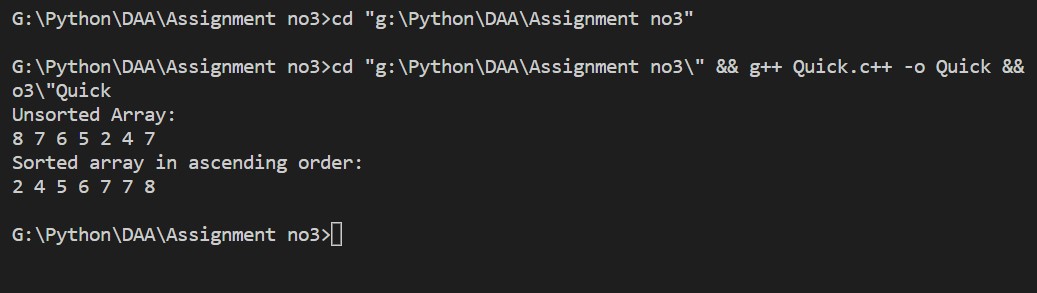 G:\Python\DAA\Assignment no3>cd "g:\Python\DAA\Assignment no3"
G:\Python\DAA\Assignment no3>cd "g:\Python\DAA\Assignment no3\" && g++ Quick.c++ -o Quick &&
o3\"Quick
Unsorted Array:
8 7 6 5 2 4 7
Sorted array in ascending order:
2 4 5 6 7 7 8
G:\Python\DAA\Assignment no3>